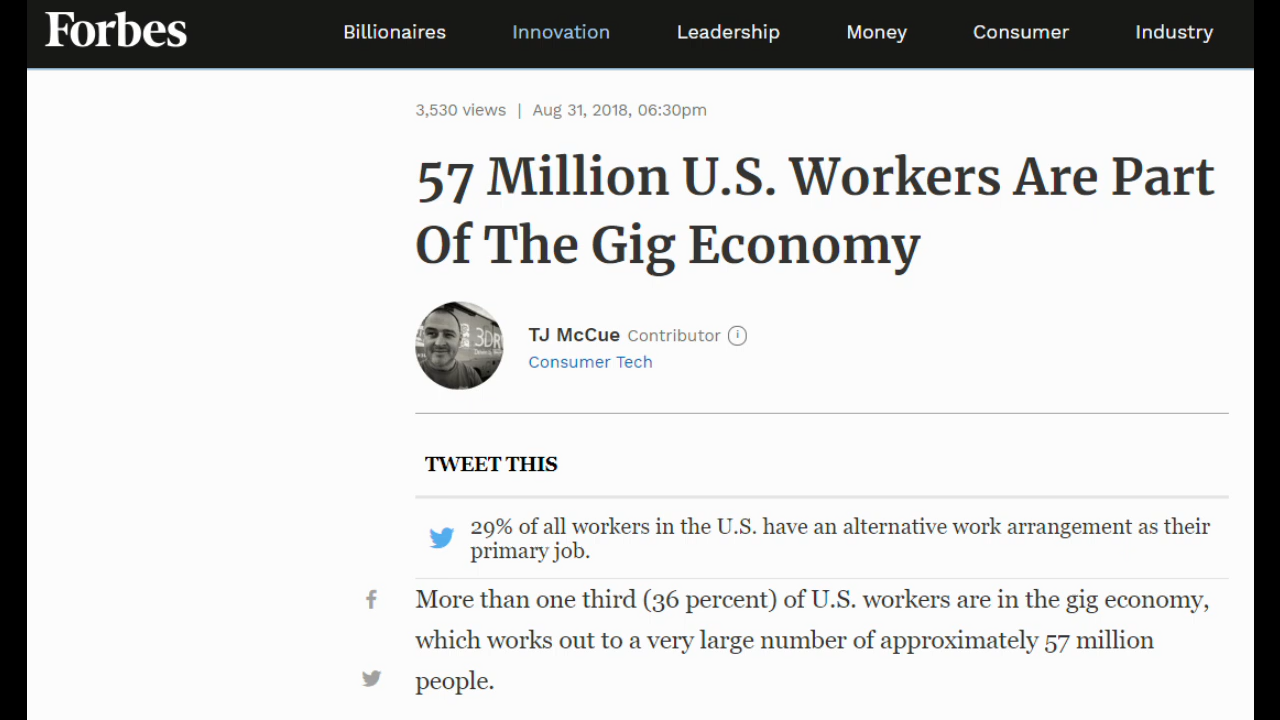 Forbes
Billionaires
Innovation
Leadership
Money
Consumer
Industry
3,530 views | Aug 31, 2018, 06:30pm
57 Million U.S. Workers Are Part
Of The Gig Economy
3DR
TJ McCue Contributor i
Consumer Tech
TWEET THIS
29% of all workers in the U.S. have an alternative work arrangement as their
primary job.
More than one third (36 percent) of U.S. workers are in the gig economy,
which works out to a very large number of approximately 57 million
people.